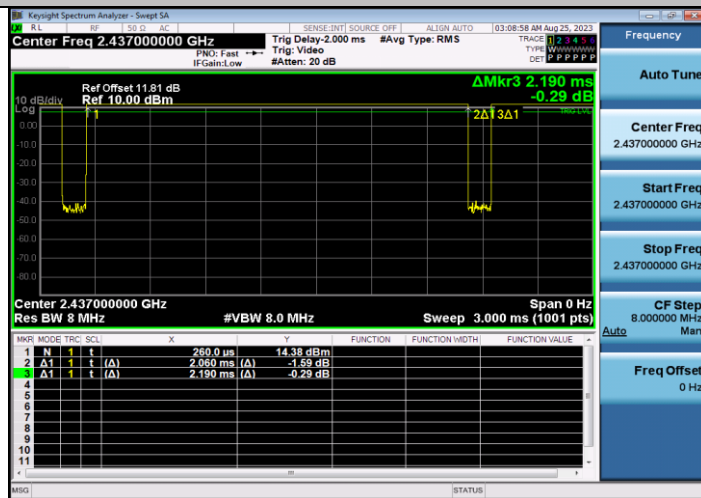 Keysight Spectrum Analyzer - Swept SA
RL RF 50 Ω AC SENSE:INT SOURCE OFF ALIGN AUTO 03:08:58 AM Aug 25, 2023
Center Freq 2.437000000 GHz
PNO: Fast
IFGain:Low
Trig Delay-2.000 ms
Trig: Video
#Atten: 20 dB
#Avg Type: RMS
TRACE 1 2 3 4 5 6
TYPE WWWWWW
DET P P P P P P
Ref Offset 11.81 dB
Ref 10.00 dBm
10 dB/div
Log
ΔMkr3 2.190 ms
-0.29 dB
1
2Δ1 3Δ1
TRIG LVL
0.00
-10.0
-20.0
-30.0
-40.0
-50.0
-60.0
-70.0
-80.0
Center 2.437000000 GHz
Span 0 Hz
Res BW 8 MHz
#VBW 8.0 MHz
Sweep 3.000 ms (1001 pts)
MKR MODE TRC SCL X Y FUNCTION FUNCTION WIDTH FUNCTION VALUE
1 N 1 t 260.0 µs 14.38 dBm
2 Δ1 1 t (Δ) 2.060 ms (Δ) -1.59 dB
3 Δ1 1 t (Δ) 2.190 ms (Δ) -0.29 dB
4
5
6
7
8
9
10
11
MSG
STATUS
Frequency
Auto Tune
Center Freq
2.437000000 GHz
Start Freq
2.437000000 GHz
Stop Freq
2.437000000 GHz
CF Step
8.000000 MHz
Auto Man
Freq Offset
0 Hz